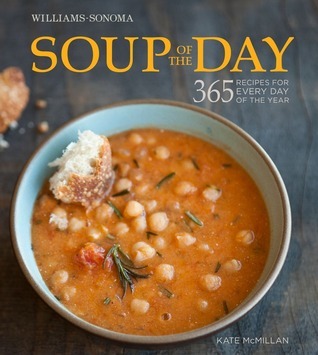 WILLIAMS-SONOMA
SOUP OF THE DAY
365 RECIPES FOR
EVERY DAY
OF THE YEAR
KATE McMILLAN